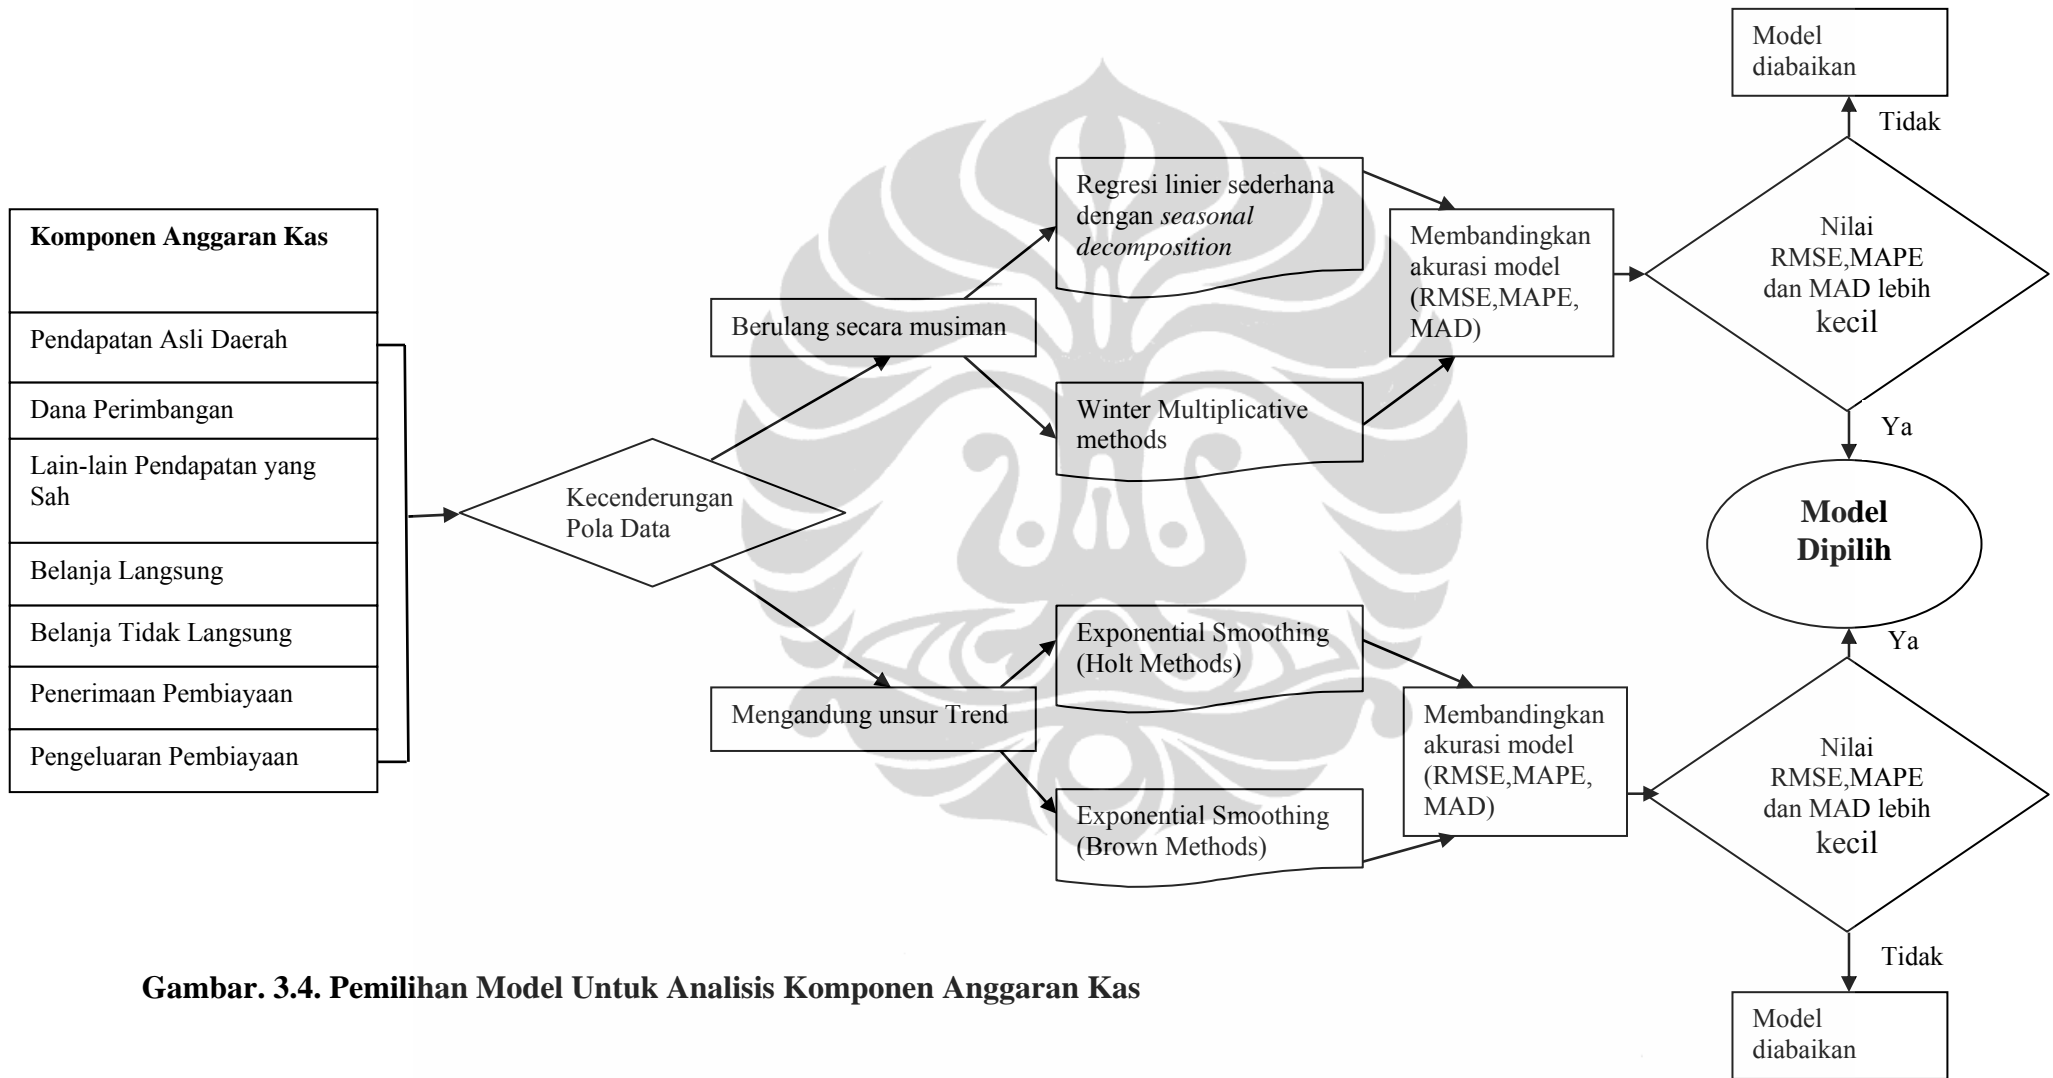 Komponen Anggaran Kas
Pendapatan Asli Daerah
Dana Perimbangan
Lain-lain Pendapatan yang
Sah
Belanja Langsung
Belanja Tidak Langsung
Penerimaan Pembiayaan
Pengeluaran Pembiayaan
Kecenderungan
Pola Data
Berulang secara musiman
Regresi linier sederhana
dengan seasonal
decomposition
Winter Multiplicative
methods
Membandingkan
akurasi model
(RMSE,MAPE,
MAD)
Nilai
RMSE,MAPE
dan MAD lebih
kecil
Tidak
Model
diabaikan
Ya
Model
Dipilih
Mengandung unsur Trend
Exponential Smoothing
(Holt Methods)
Exponential Smoothing
(Brown Methods)
Membandingkan
akurasi model
(RMSE,MAPE,
MAD)
Nilai
RMSE,MAPE
dan MAD lebih
kecil
Ya
Tidak
Model
diabaikan
Gambar. 3.4. Pemilihan Model Untuk Analisis Komponen Anggaran Kas